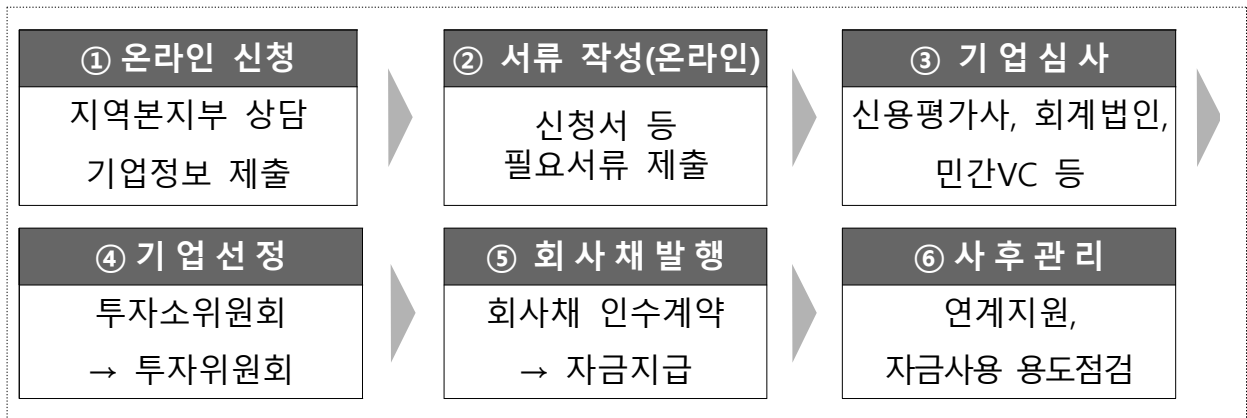 ① 온라인 신청
지역본지부 상담
기업정보 제출
② 서류 작성(온라인)
신청서 등
필요서류 제출
③ 기 업 심 사
신용평가사, 회계법인,
민간VC 등
④ 기 업 선 정
투자소위원회
→ 투자위원회
⑤ 회 사 채 발 행
회사채 인수계약
→ 자금지급
⑥ 사 후 관 리
연계지원,
자금사용 용도점검